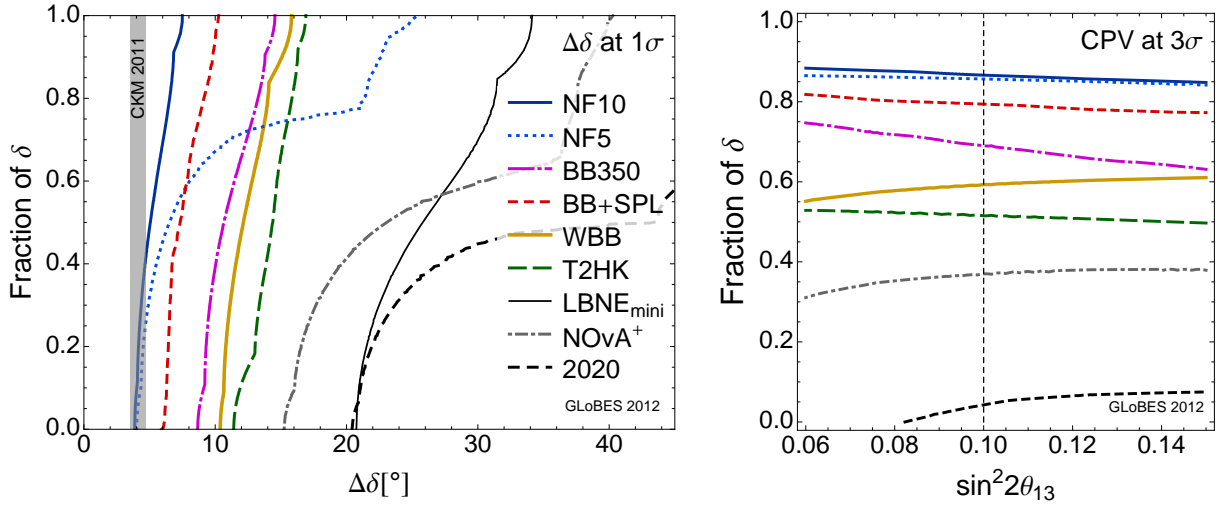 1.0
0.8
0.6
0.4
0.2
0.0
Fraction of δ
0
10
20
30
40
Δδ[°]
CKM 2011
Δδ at 1σ
NF10
NF5
BB350
BB+SPL
WBB
T2HK
LBNE_mini
NOvA⁺
2020
GLoBES 2012
1.0
0.8
0.6
0.4
0.2
0.0
Fraction of δ
0.06
0.08
0.10
0.12
0.14
sin²2θ₁₃
CPV at 3σ
GLoBES 2012